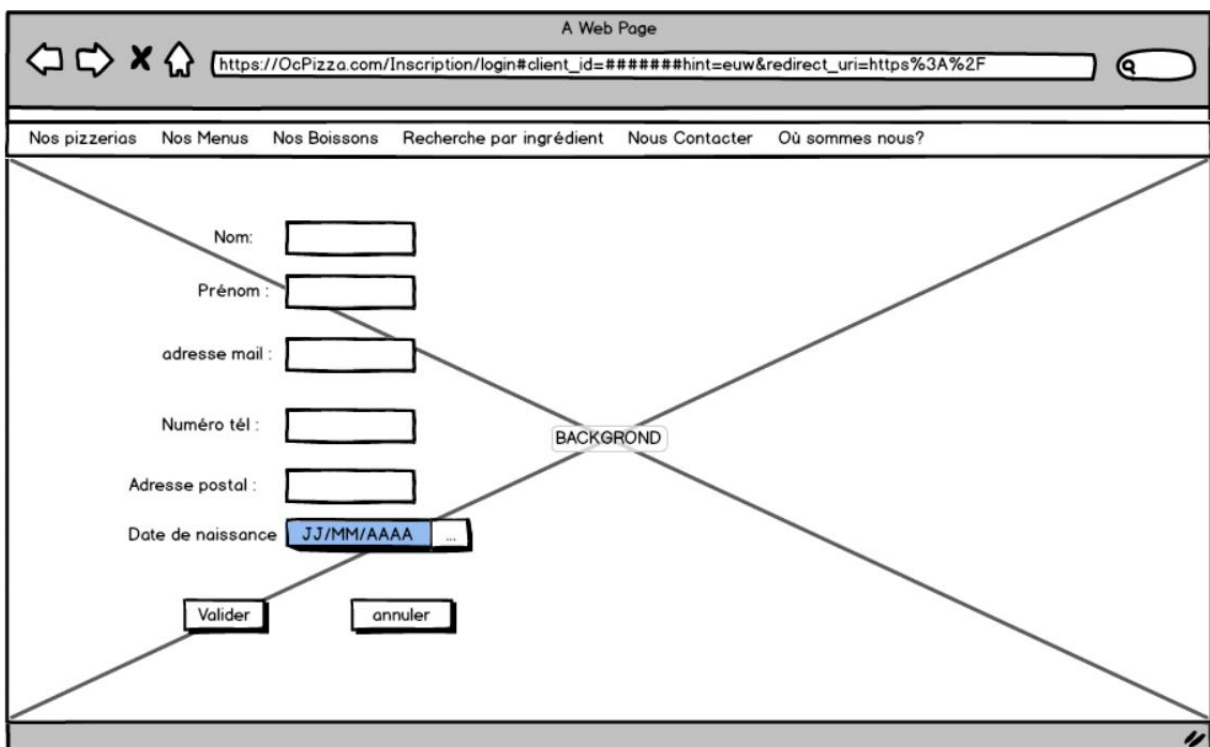 A Web Page
https://OcPizza.com/Inscription/login#client_id=#######hint=euw&redirect_uri=https%3A%2F
Nos pizzerias Nos Menus Nos Boissons Recherche par ingrédient Nous Contacter Où sommes nous?
Nom:
Prénom :
adresse mail :
Numéro tél :
BACKGROND
Adresse postal :
Date de naissance JJ/MM/AAAA ...
Valider annuler